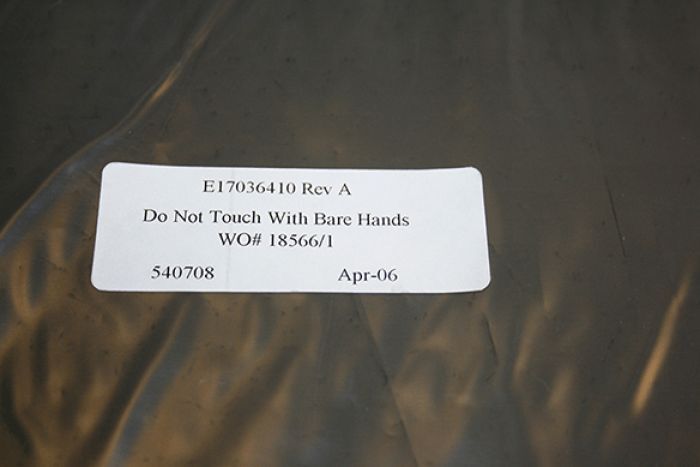 E17036410 Rev A
Do Not Touch With Bare Hands
WO# 18566/1
540708 Apr-06